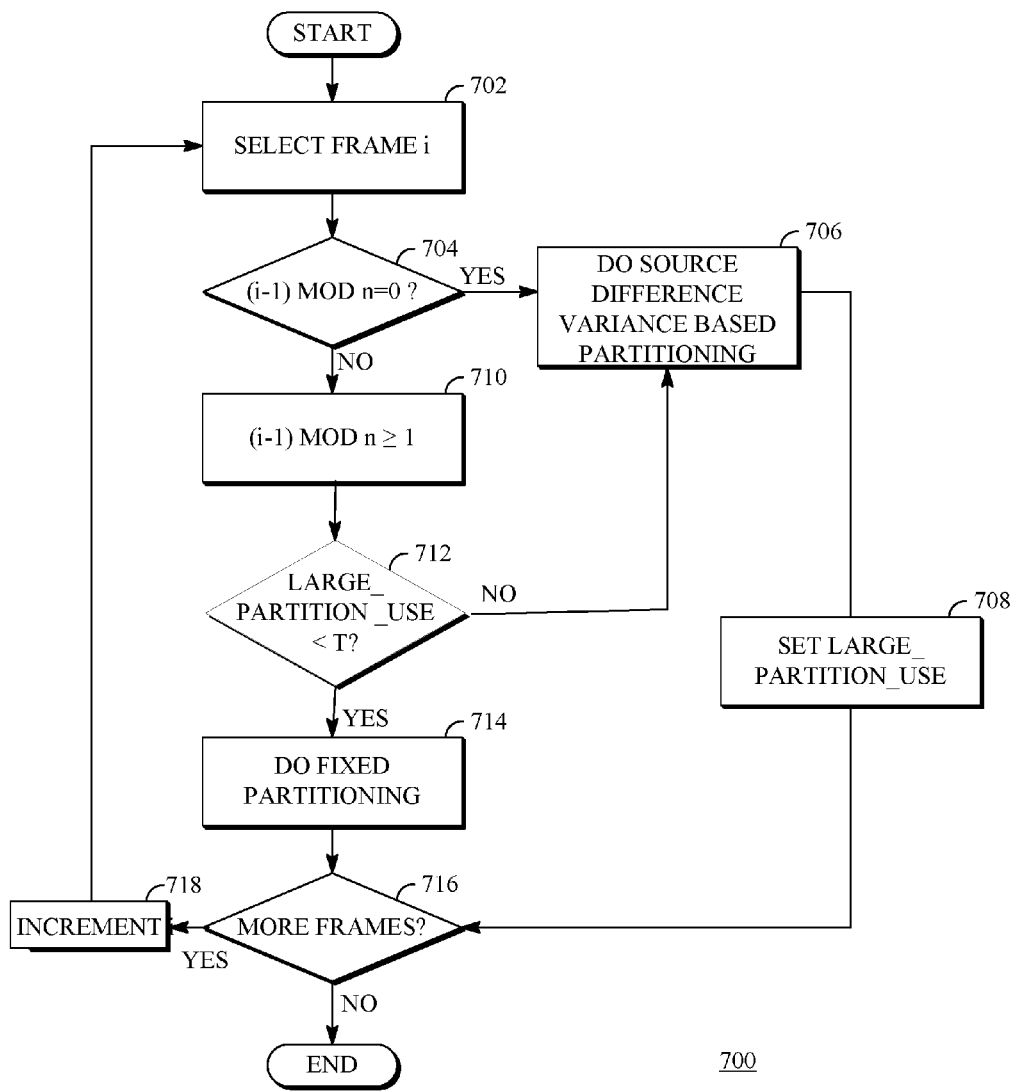 START
702
SELECT FRAME i
704
(i-1) MOD n=0 ?
YES
706
DO SOURCE
DIFFERENCE
VARIANCE BASED
PARTITIONING
NO
710
(i-1) MOD n ≥ 1
712
LARGE_
PARTITION _USE
< T?
NO
708
SET LARGE_
PARTITION_USE
YES
714
DO FIXED
PARTITIONING
716
MORE FRAMES?
718
INCREMENT
YES
NO
END
700